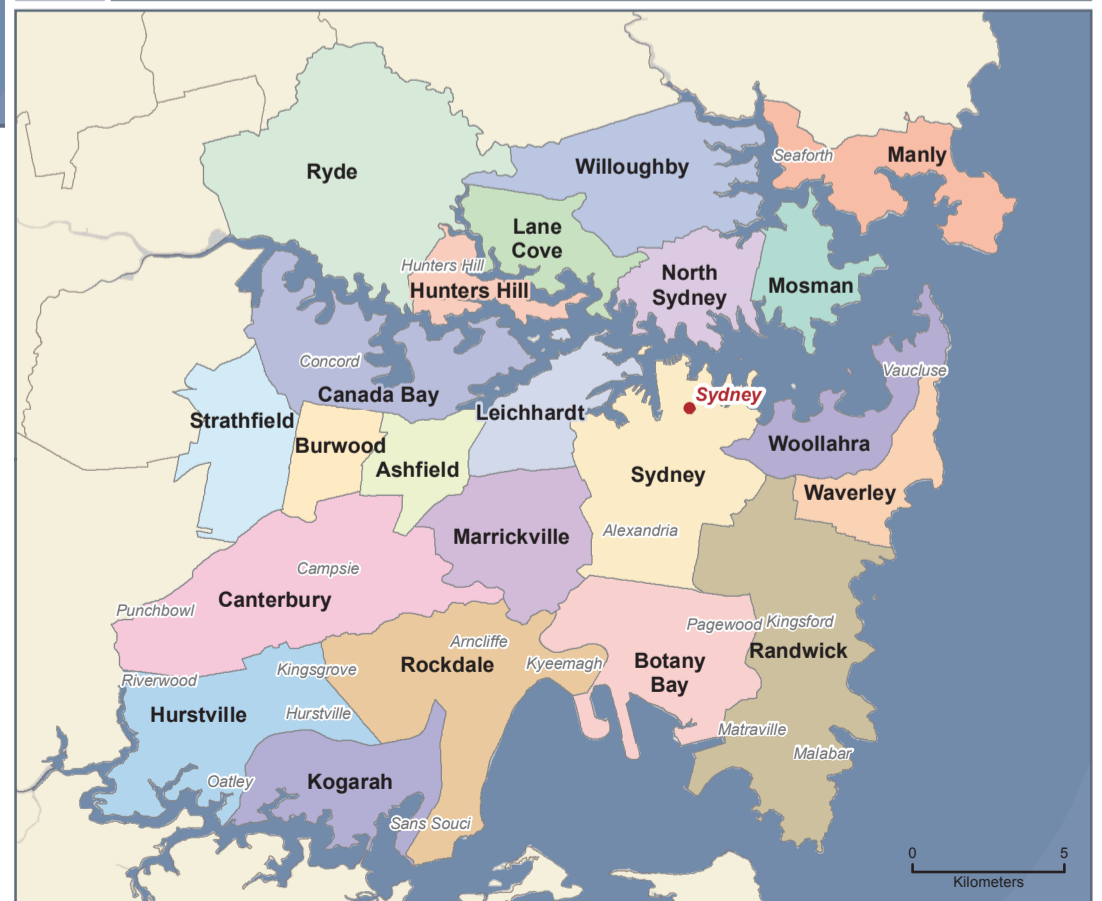 Seaforth
Manly
Willoughby
Ryde
Lane
Cove
Hunters Hill
Hunters Hill
North
Sydney
Mosman
Concord
Vaucluse
Canada Bay
Sydney
Strathfield
Leichhardt
Burwood
Woollahra
Ashfield
Sydney
Waverley
Marrickville
Alexandria
Campsie
Canterbury
Punchbowl
Pagewood
Kingsford
Arncliffe
Randwick
Rockdale
Kyeemagh
Botany
Bay
Kingsgrove
Riverwood
Hurstville
Hurstville
Matraville
Malabar
Oatley
Kogarah
Sans Souci
0 5
Kilometers